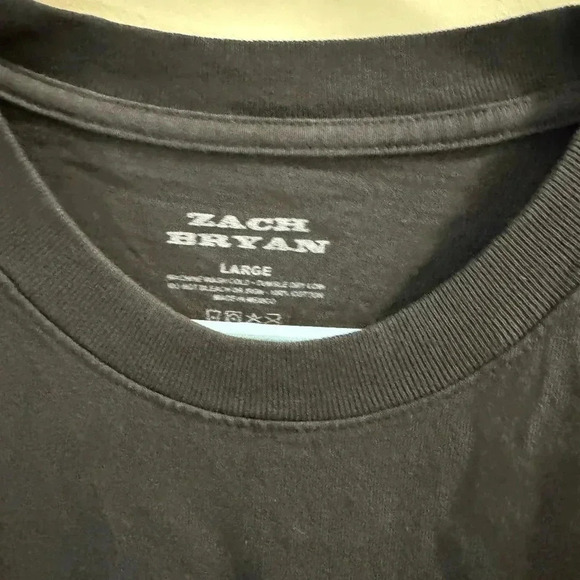 ZACH
BRYAN
LARGE
MACHINE WASH COLD - TUMBLE DRY LOW
DO NOT BLEACH OR IRON - 100% COTTON
MADE IN MEXICO